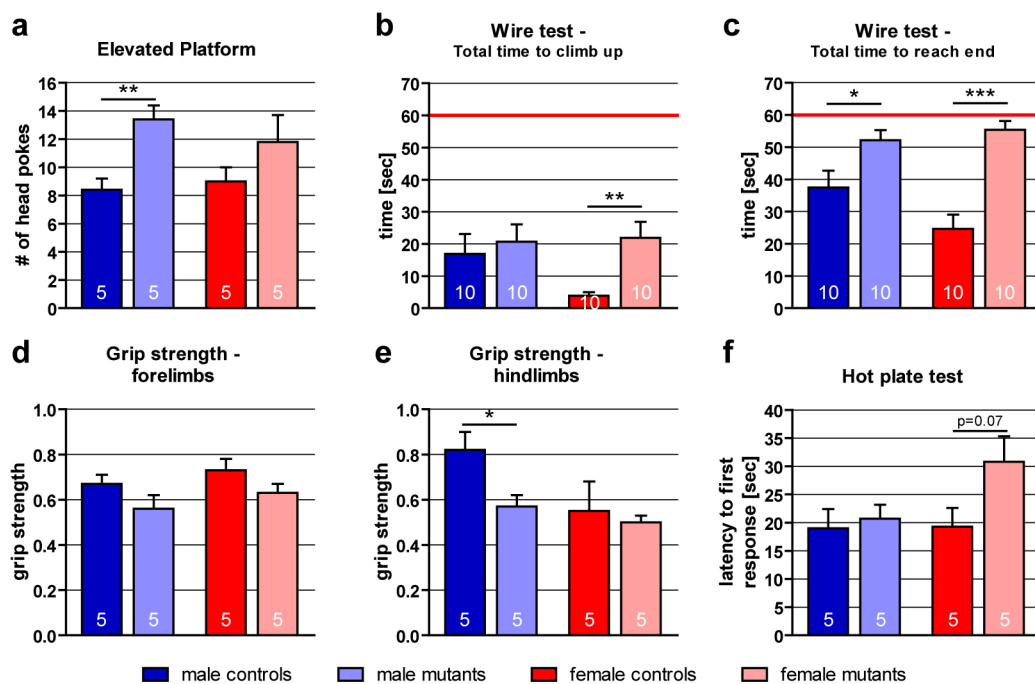 a
Elevated Platform
**
16
14
12
10
8
6
4
2
0
# of head pokes
5 5 5 5
b
Wire test -
Total time to climb up
70
60
50
40
30
20
10
0
time [sec]
**
10 10 10 10
c
Wire test -
Total time to reach end
70
60
50
40
30
20
10
0
time [sec]
* ***
10 10 10 10
d
Grip strength -
forelimbs
1.0
0.8
0.6
0.4
0.2
0.0
grip strength
5 5 5 5
e
Grip strength -
hindlimbs
1.0
0.8
0.6
0.4
0.2
0.0
grip strength
*
5 5 5 5
f
Hot plate test
40
35
30
25
20
15
10
5
0
latency to first
response [sec]
p=0.07
5 5 5 5
male controls male mutants female controls female mutants